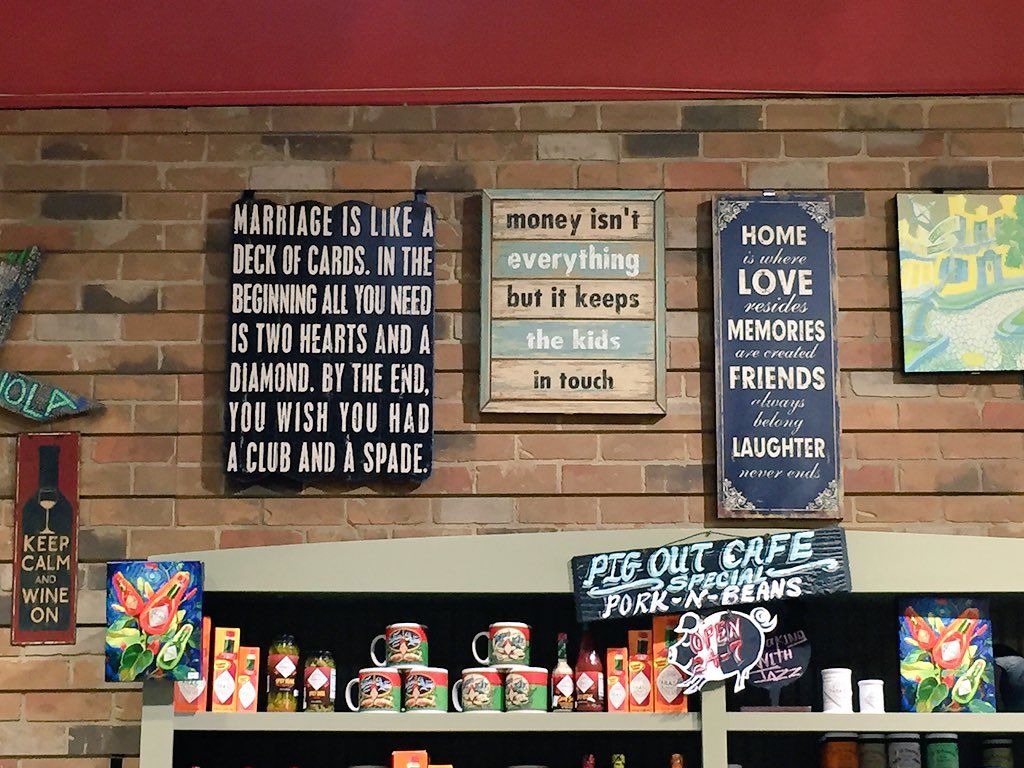 MARRIAGE IS LIKE A
DECK OF CARDS. IN THE
BEGINNING ALL YOU NEED
IS TWO HEARTS AND A
DIAMOND. BY THE END,
YOU WISH YOU HAD
A CLUB AND A SPADE.
money isn't
everything
but it keeps
the kids
in touch
HOME
is where
LOVE
resides
MEMORIES
are created
FRIENDS
always
belong
LAUGHTER
never ends
NOLA
KEEP
CALM
AND
WINE
ON
PIG OUT CAFE
SPECIAL
PORK-N-BEANS
OPEN
24-7
WITH
JAZZ